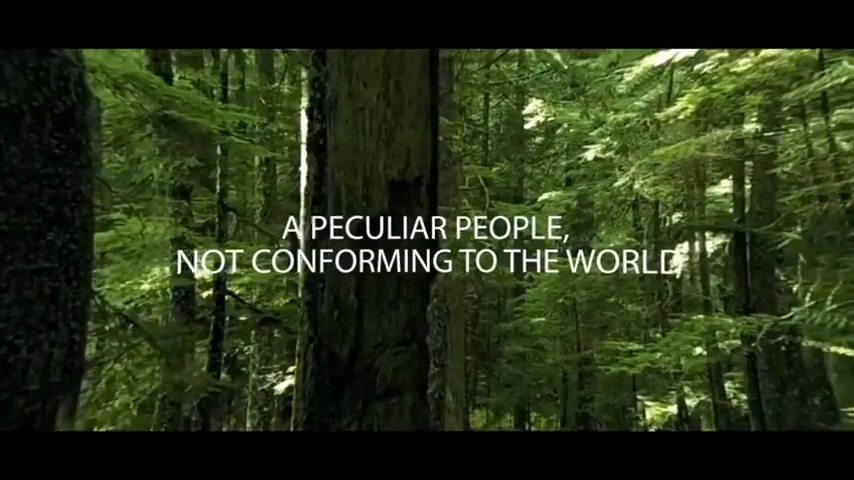 A PECULIAR PEOPLE,
NOT CONFORMING TO THE WORLD